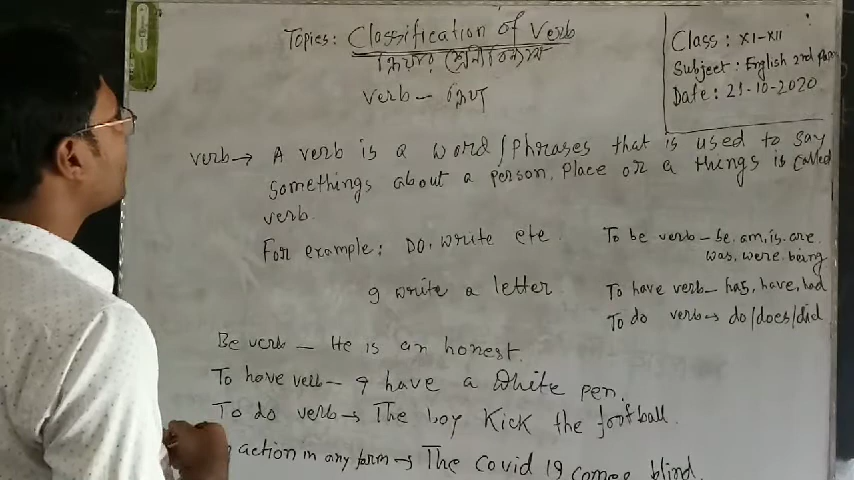 Topics: Classification of Verb
ক্রিয়ার শ্রেনীবিন্যাস
verb – ক্রিয়া
Class : XI-XII
Subject : English 2nd paper
Date : 21-10-2020
verb → A verb is a word/phrases that is used to say
somethings about a person, place or a things is called
verb.
For example: Do, write etc.
I write a letter.
To be verb – be, am, is, are,
was, were, being
To have verb – has, have, had
To do verb → do/does/did
Be verb – He is an honest.
To have verb – I have a white pen.
To do verb → The boy kick the football.
action in any form → The Covid 19 comes blind.